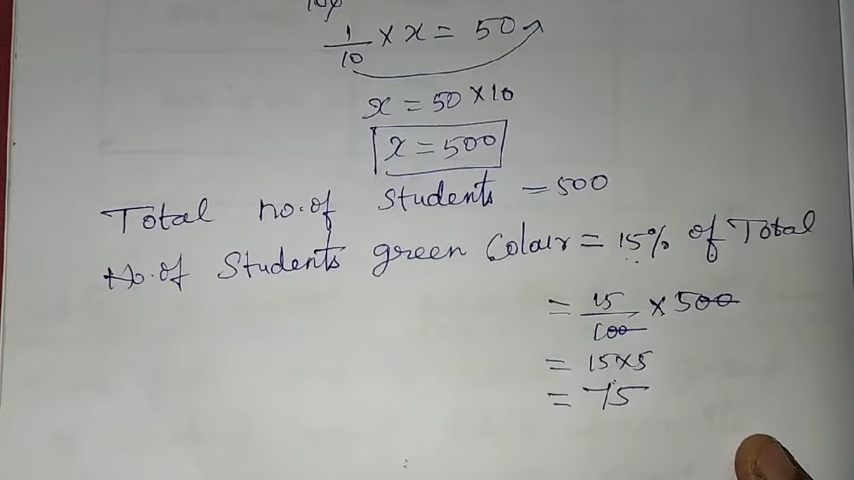 1/10 × x = 50
x = 50 × 10
x = 500
Total no. of students = 500
No. of students green Colour = 15% of Total
= 15/100 × 500
= 15×5
= 75